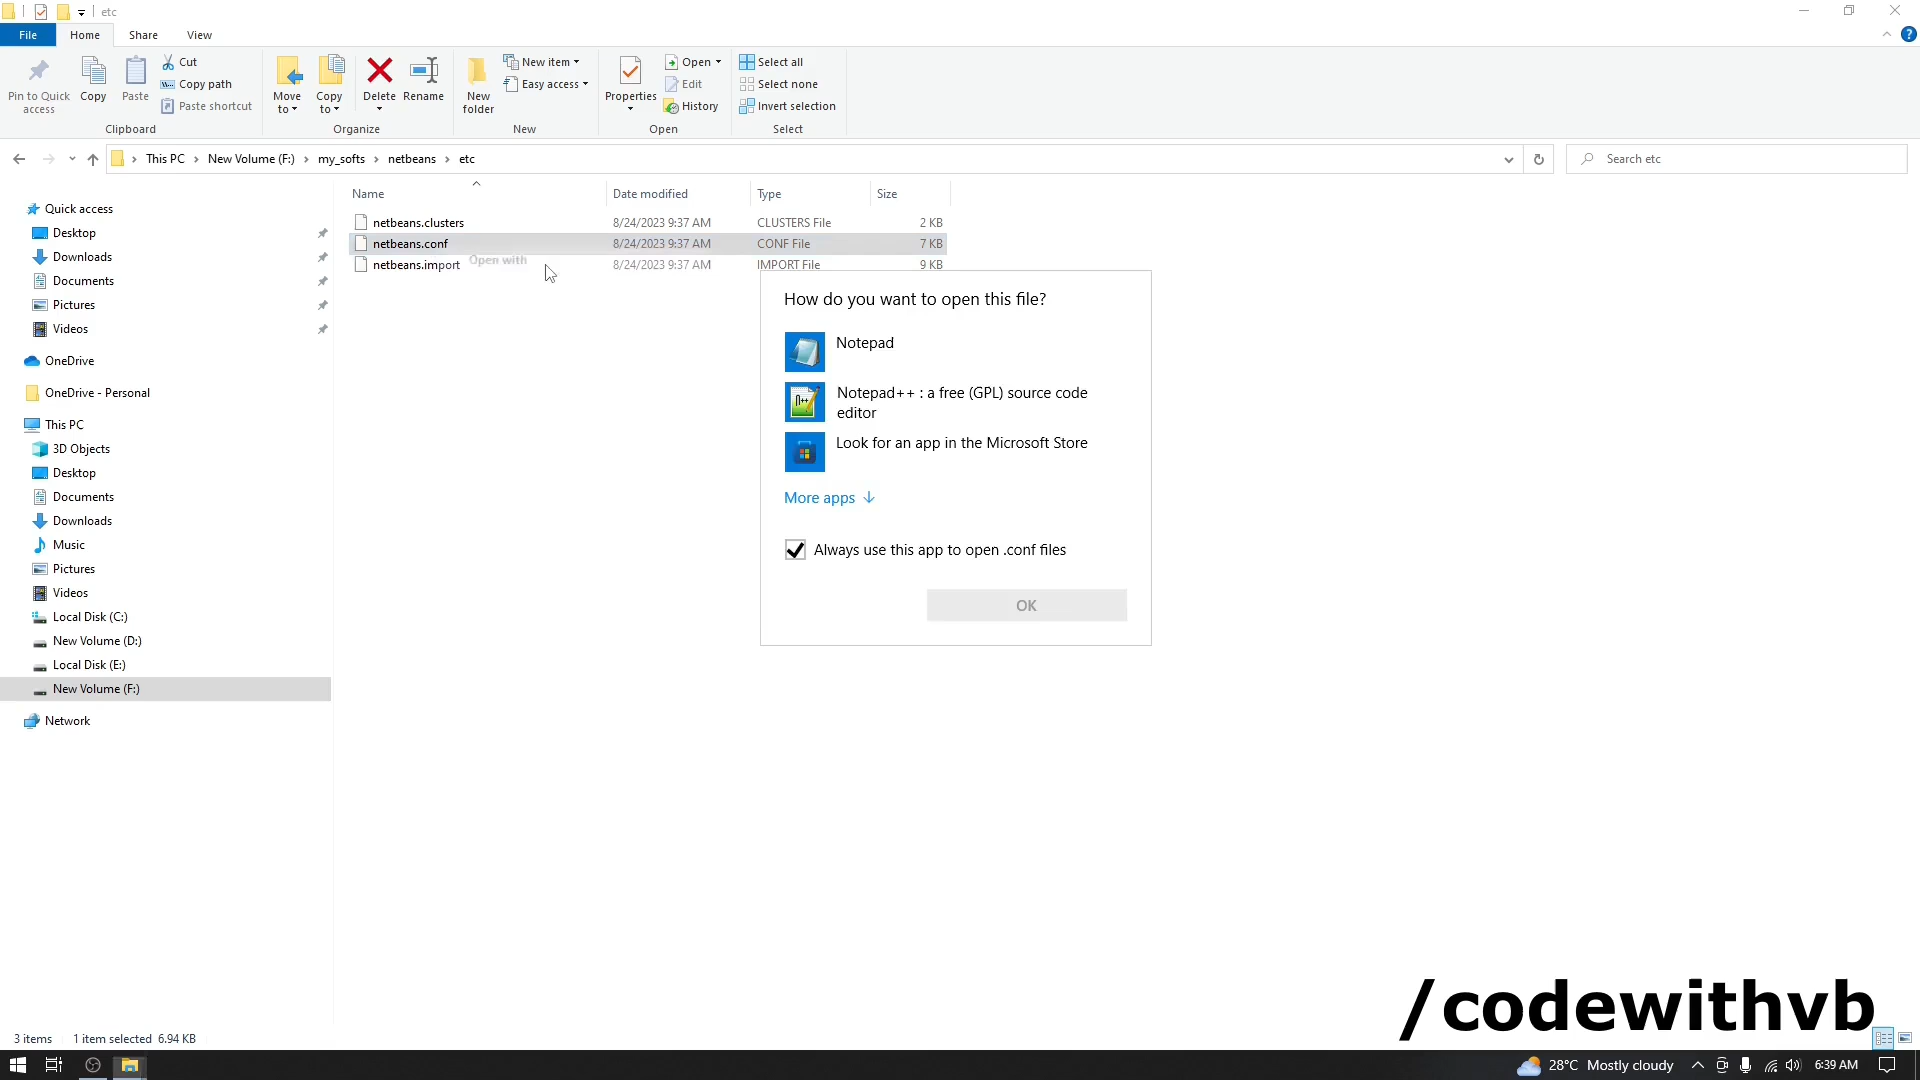 etc
File
Home
Share
View
Pin to Quick
access
Copy
Paste
Cut
Copy path
Paste shortcut
Clipboard
Move
to
Copy
to
Delete
Rename
Organize
New
folder
New item
Easy access
New
Properties
Open
Edit
History
Open
Select all
Select none
Invert selection
Select
This PC
New Volume (F:)
my_softs
netbeans
etc
Search etc
Name
Date modified
Type
Size
netbeans.clusters 8/24/2023 9:37 AM CLUSTERS File 2 KB
netbeans.conf 8/24/2023 9:37 AM CONF File 7 KB
netbeans.import 8/24/2023 9:37 AM IMPORT File 9 KB
Open with
Quick access
Desktop
Downloads
Documents
Pictures
Videos
OneDrive
OneDrive - Personal
This PC
3D Objects
Desktop
Documents
Downloads
Music
Pictures
Videos
Local Disk (C:)
New Volume (D:)
Local Disk (E:)
New Volume (F:)
Network
How do you want to open this file?
Notepad
Notepad++ : a free (GPL) source code
editor
Look for an app in the Microsoft Store
More apps
Always use this app to open .conf files
OK
/codewithvb
3 items 1 item selected 6.94 KB
28°C Mostly cloudy
6:39 AM